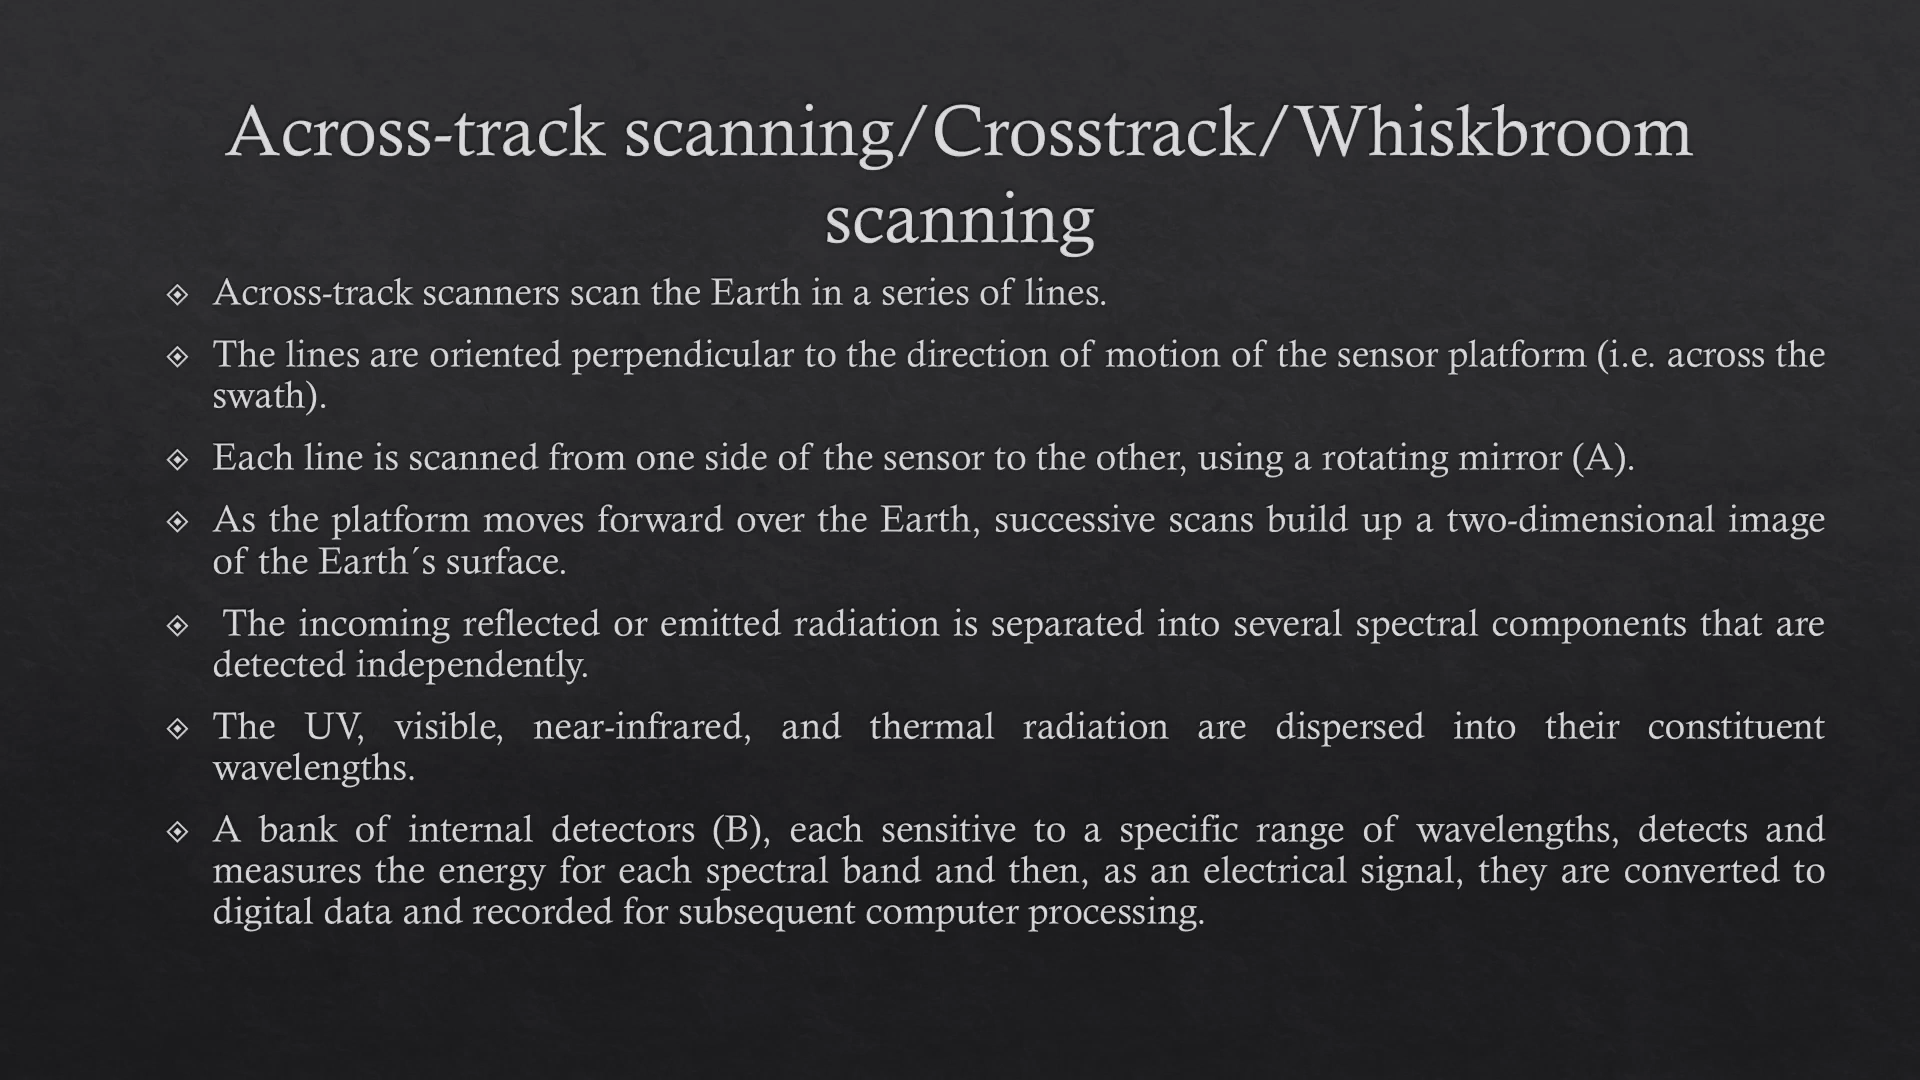 Across-track scanning/Crosstrack/Whiskbroom
scanning
Across-track scanners scan the Earth in a series of lines.
The lines are oriented perpendicular to the direction of motion of the sensor platform (i.e. across the
swath).
Each line is scanned from one side of the sensor to the other, using a rotating mirror (A).
As the platform moves forward over the Earth, successive scans build up a two-dimensional image
of the Earth´s surface.
The incoming reflected or emitted radiation is separated into several spectral components that are
detected independently.
The UV, visible, near-infrared, and thermal radiation are dispersed into their constituent
wavelengths.
A bank of internal detectors (B), each sensitive to a specific range of wavelengths, detects and
measures the energy for each spectral band and then, as an electrical signal, they are converted to
digital data and recorded for subsequent computer processing.